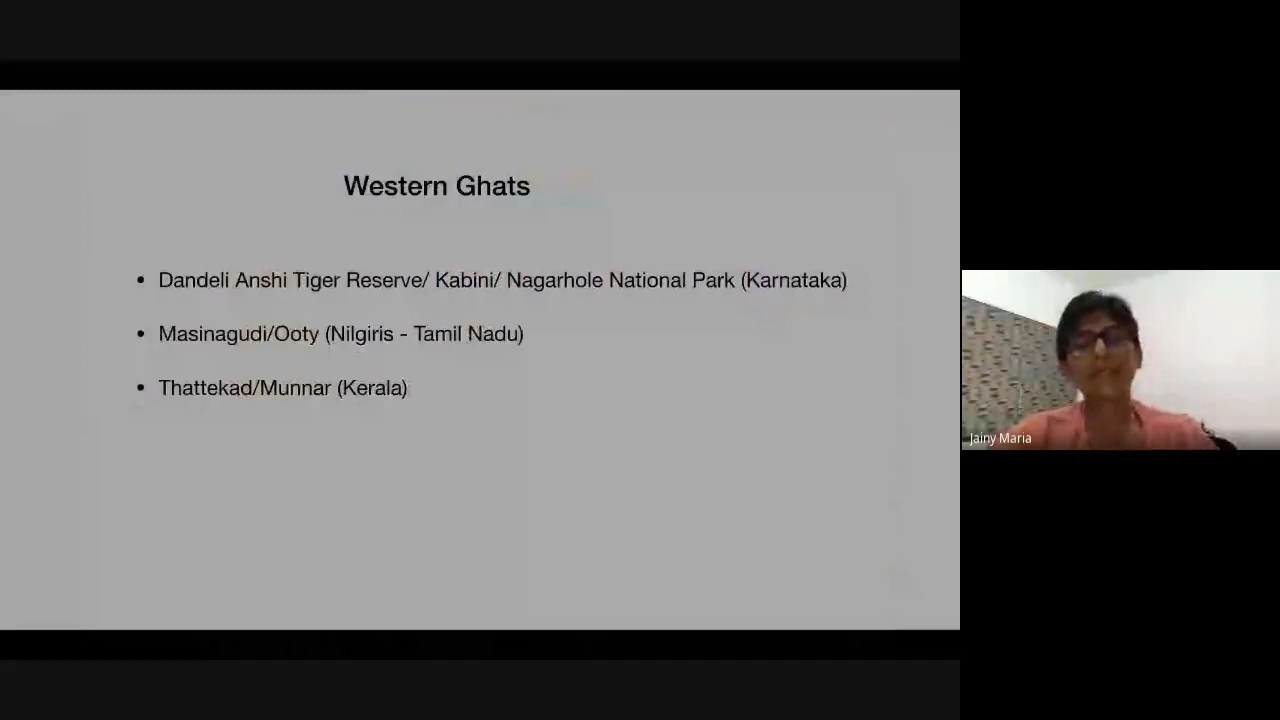 Western Ghats
• Dandeli Anshi Tiger Reserve/ Kabini/ Nagarhole National Park (Karnataka)
• Masinagudi/Ooty (Nilgiris - Tamil Nadu)
• Thattekad/Munnar (Kerala)
Jainy Maria